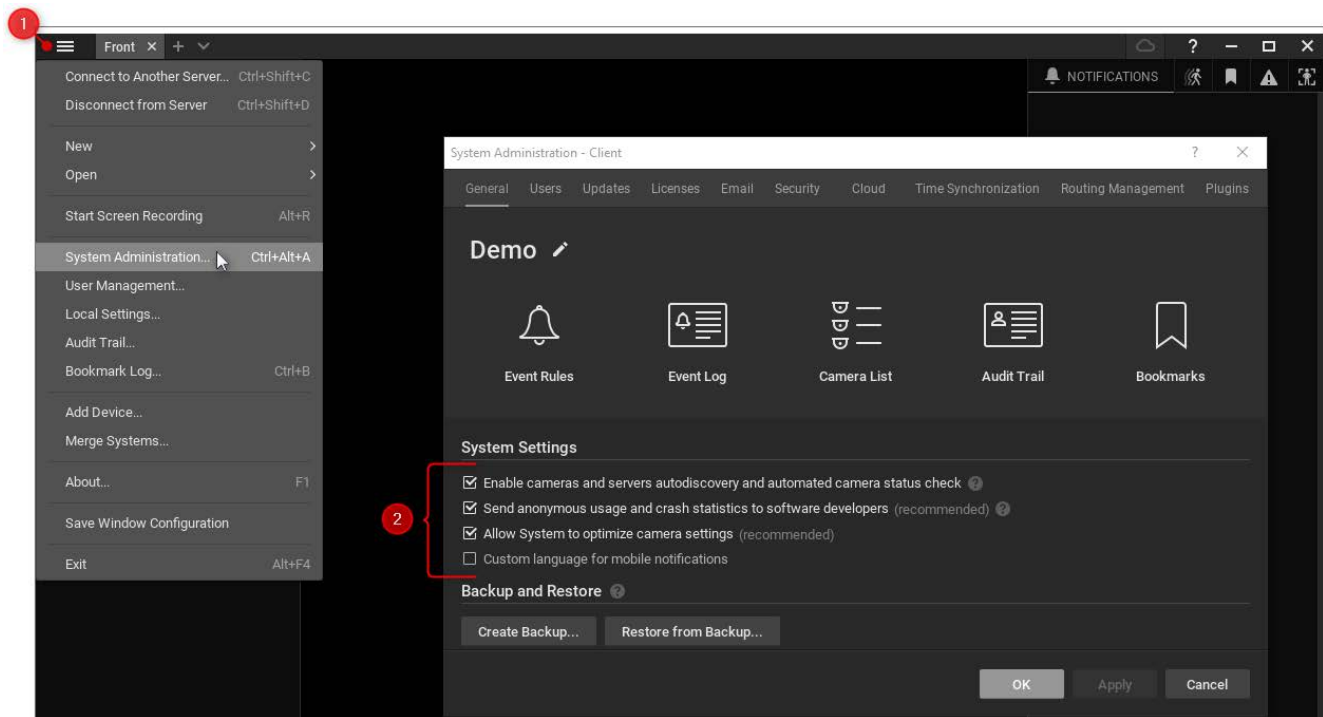 1
Front
?
Connect to Another Server... Ctrl+Shift+C
Disconnect from Server Ctrl+Shift+D
New
Open
Start Screen Recording Alt+R
System Administration... Ctrl+Alt+A
User Management...
Local Settings...
Audit Trail...
Bookmark Log... Ctrl+B
Add Device...
Merge Systems...
About... F1
Save Window Configuration
Exit Alt+F4
NOTIFICATIONS
System Administration - Client ?
General Users Updates Licenses Email Security Cloud Time Synchronization Routing Management Plugins
Demo
Event Rules Event Log Camera List Audit Trail Bookmarks
System Settings
2
Enable cameras and servers autodiscovery and automated camera status check ?
Send anonymous usage and crash statistics to software developers (recommended) ?
Allow System to optimize camera settings (recommended)
Custom language for mobile notifications
Backup and Restore ?
Create Backup... Restore from Backup...
OK Apply Cancel